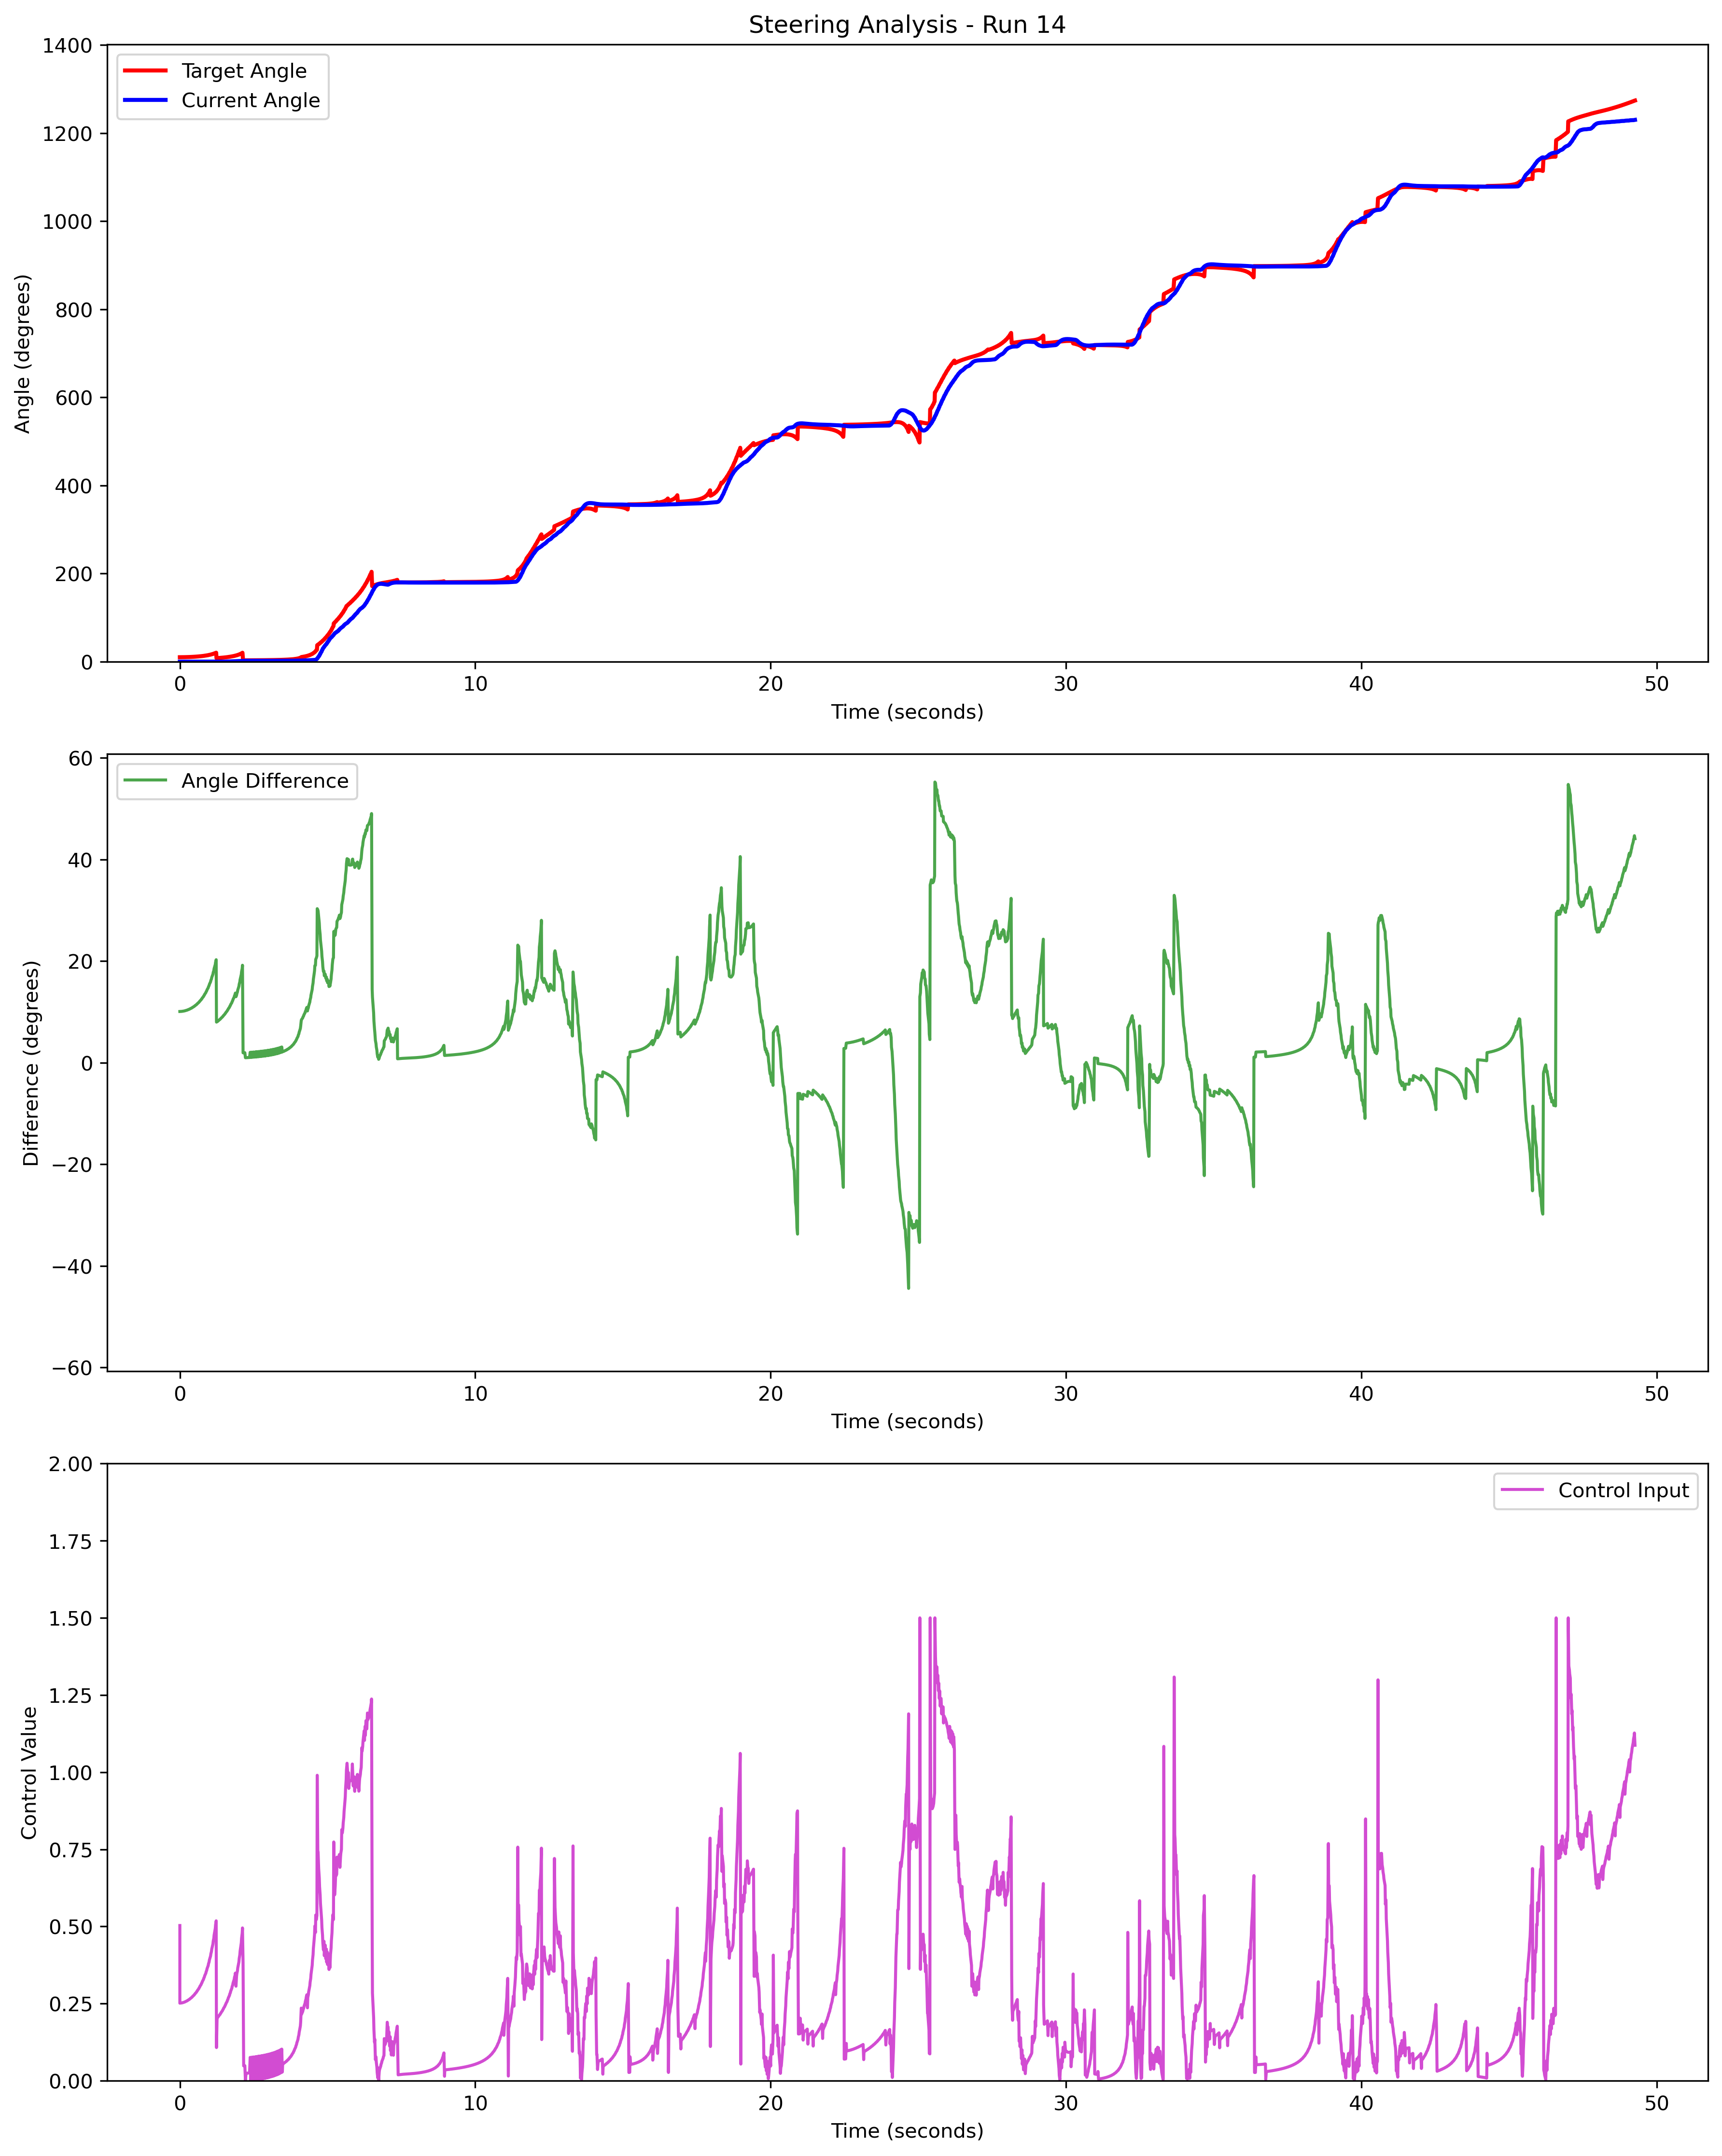 Steering Analysis - Run 14
1400
1200
1000
800
600
400
200
0
Angle (degrees)
Target Angle
Current Angle
0 10 20 30 40 50
Time (seconds)
60
40
20
0
−20
−40
−60
Difference (degrees)
Angle Difference
0 10 20 30 40 50
Time (seconds)
2.00
1.75
1.50
1.25
1.00
0.75
0.50
0.25
0.00
Control Value
Control Input
0 10 20 30 40 50
Time (seconds)